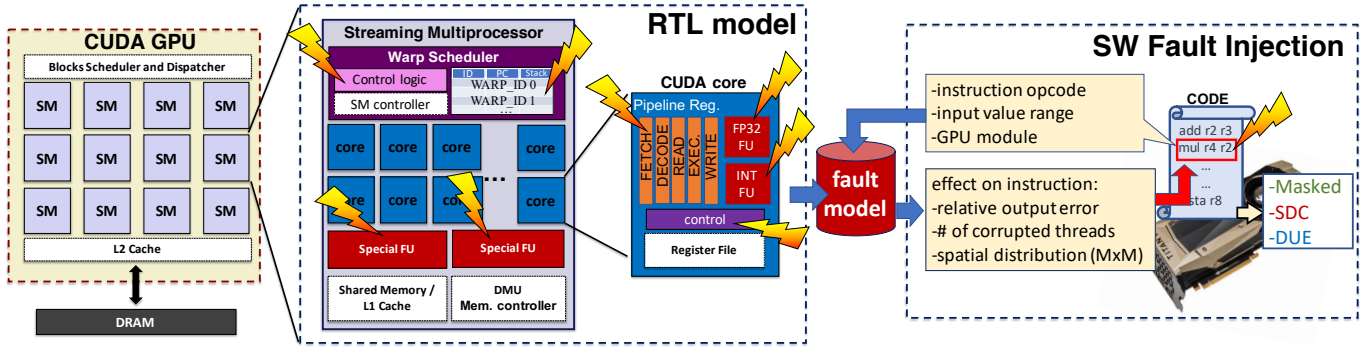 CUDA GPU
Blocks Scheduler and Dispatcher
SM SM SM SM
SM SM SM SM
SM SM SM SM
L2 Cache
DRAM
RTL model
Streaming Multiprocessor
Warp Scheduler
Control logic
SM controller
ID PC Stack
WARP_ID 0
WARP_ID 1
...
core core core core
...
core core core core
Special FU
Special FU
Shared Memory /
L1 Cache
DMU
Mem. controller
CUDA core
Pipeline Reg.
FETCH
DECODE
READ
EXEC.
WRITE
FP32
FU
INT
FU
control
Register File
fault
model
SW Fault Injection
-instruction opcode
-input value range
-GPU module
effect on instruction:
-relative output error
-# of corrupted threads
-spatial distribution (MxM)
CODE
add r2 r3
mul r4 r2
...
...
sta r8
TITAN
-Masked
-SDC
-DUE